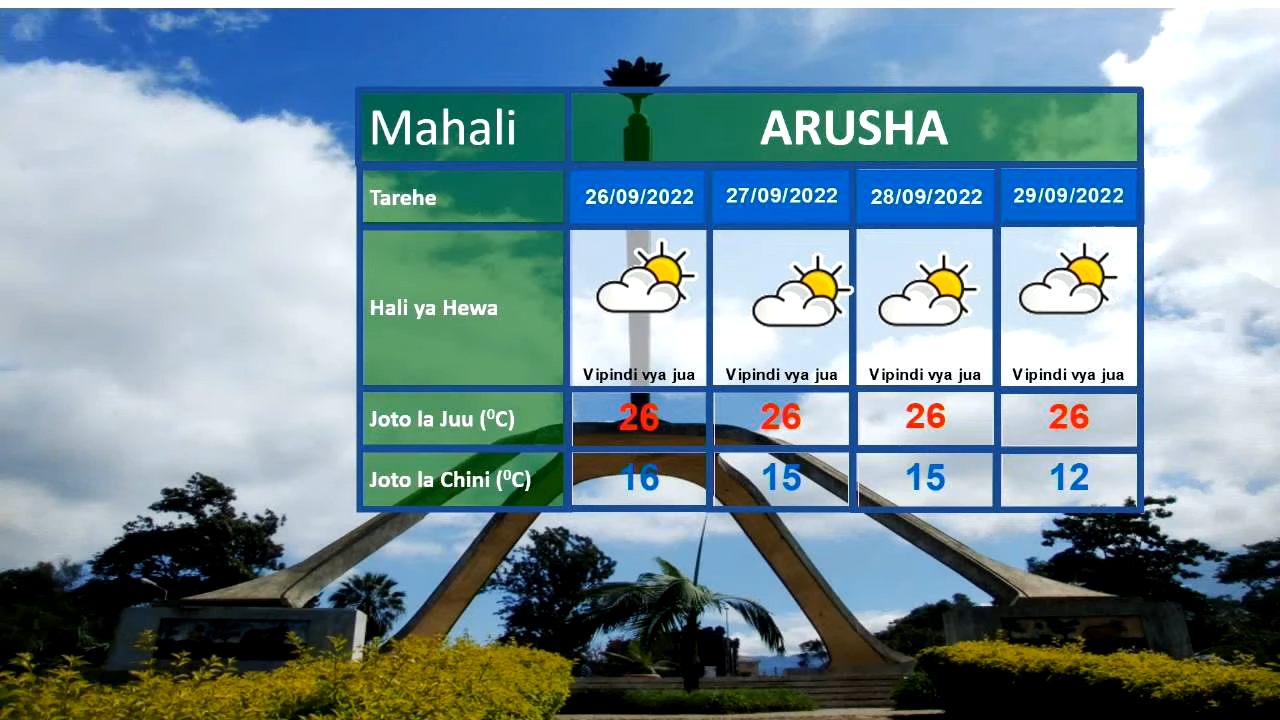 Mahali ARUSHA
Tarehe 26/09/2022 27/09/2022 28/09/2022 29/09/2022
Hali ya Hewa Vipindi vya jua Vipindi vya jua Vipindi vya jua Vipindi vya jua
Joto la Juu (⁰C) 26 26 26 26
Joto la Chini (⁰C) 16 15 15 12